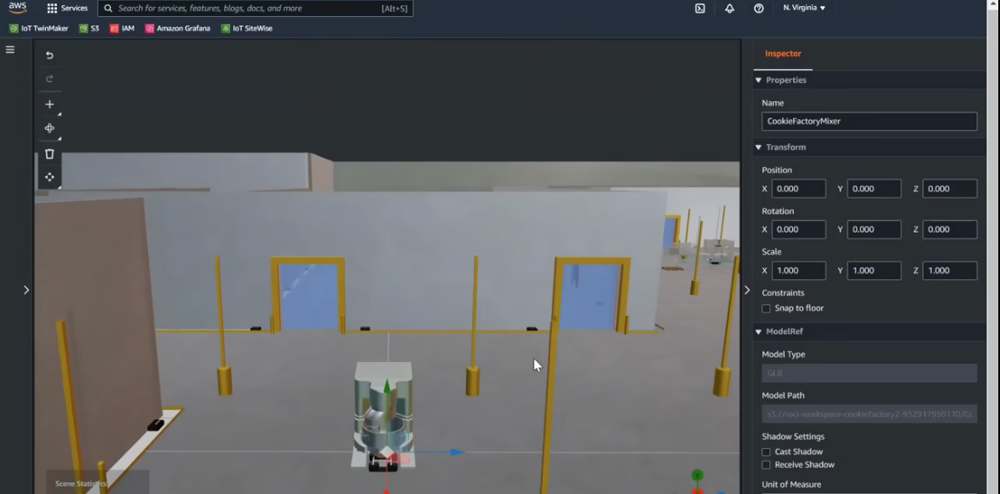 aws
Services
Search for services, features, blogs, docs, and more
[Alt+S]
N. Virginia
IoT TwinMaker
S3
IAM
Amazon Grafana
IoT SiteWise
Inspector
Properties
Name
CookieFactoryMixer
Transform
Position
X 0.000 Y 0.000 Z 0.000
Rotation
X 0.000 Y 0.000 Z 0.000
Scale
X 1.000 Y 1.000 Z 1.000
Constraints
Snap to floor
ModelRef
Model Type
GLB
Model Path
s3://roci-workspace-cookiefactory2-932917950170/Cc
Shadow Settings
Cast Shadow
Receive Shadow
Unit of Measure
Scene Statistics